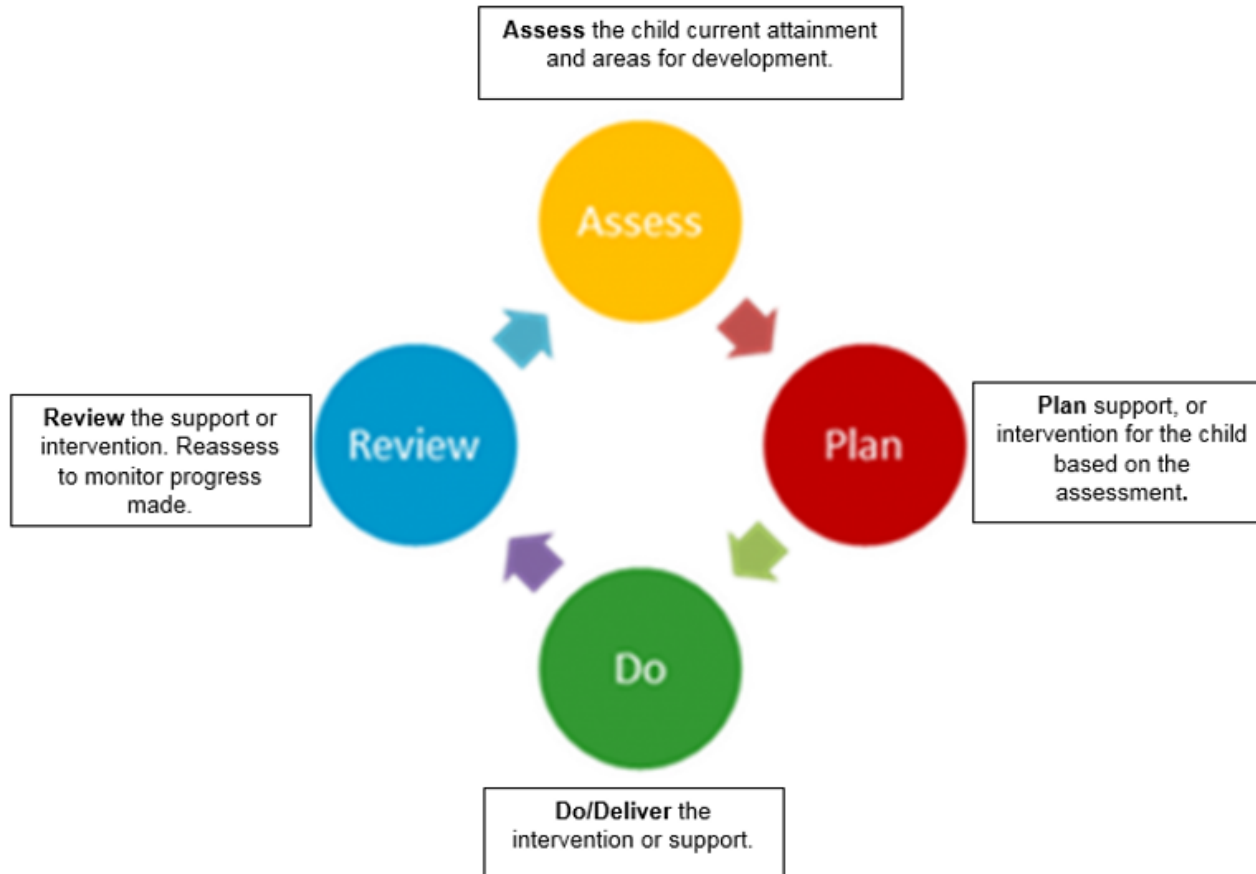 Assess the child current attainment
and areas for development.
Assess
Review
Plan
Review the support or
intervention. Reassess
to monitor progress
made.
Plan support, or
intervention for the child
based on the
assessment.
Do
Do/Deliver the
intervention or support.